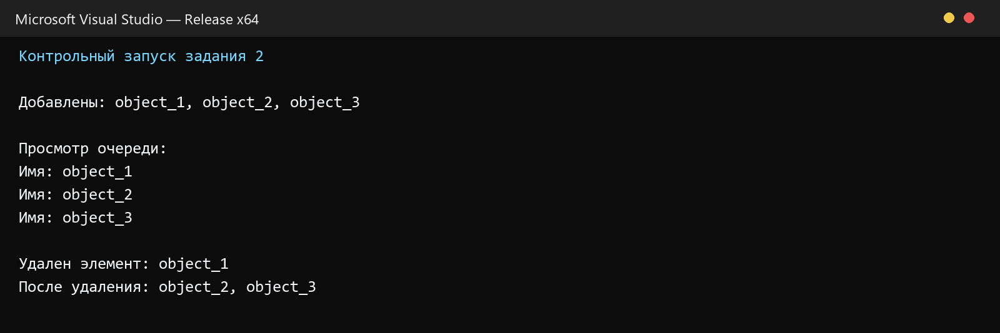 Microsoft Visual Studio — Release x64
Контрольный запуск задания 2
Добавлены: object_1, object_2, object_3
Просмотр очереди:
Имя: object_1
Имя: object_2
Имя: object_3
Удален элемент: object_1
После удаления: object_2, object_3